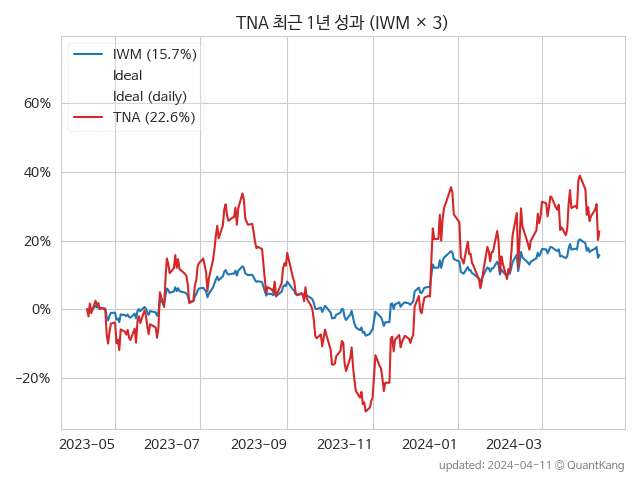 TNA 최근 1년 성과 (IWM × 3)
IWM (15.7%)
Ideal
Ideal (daily)
TNA (22.6%)
60%
40%
20%
0%
−20%
2023-05 2023-07 2023-09 2023-11 2024-01 2024-03
updated: 2024-04-11 © QuantKang